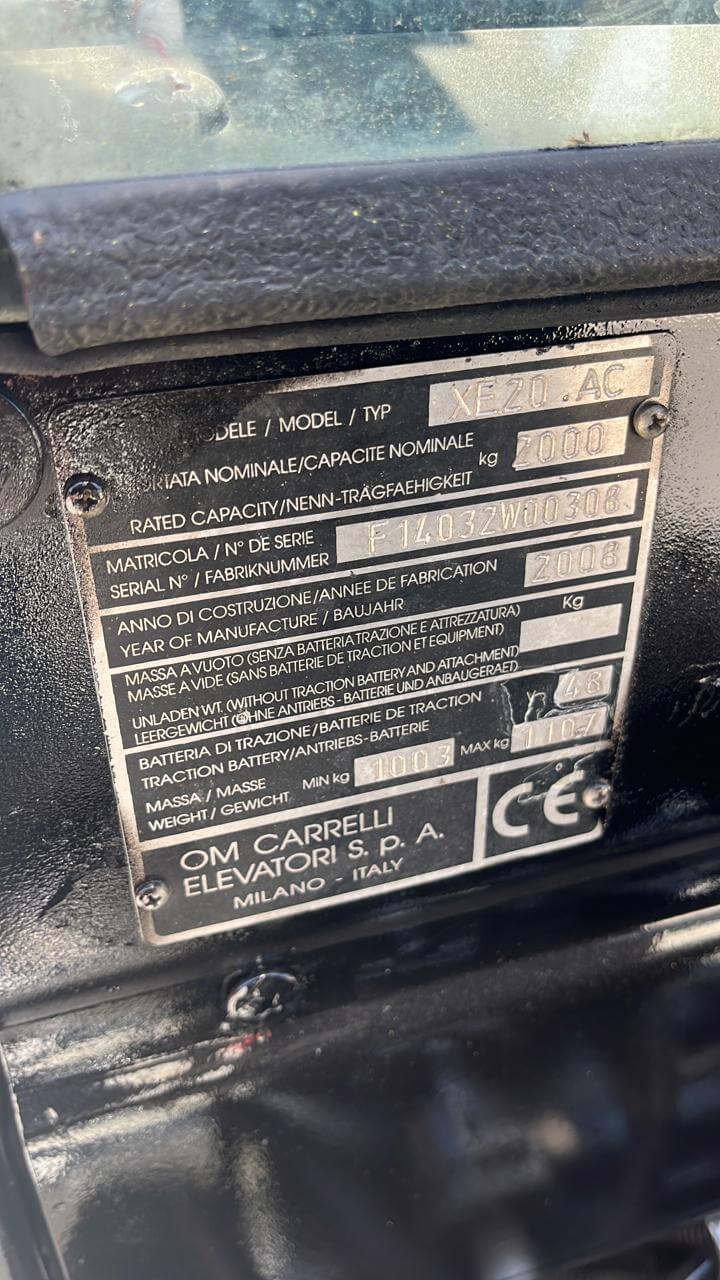 ODELE / MODEL / TYP XE20.AC
RTATA NOMINALE/CAPACITE NOMINALE
RATED CAPACITY/NENN-TRAGFAEHIGKEIT kg 2000
MATRICOLA / N° DE SERIE
SERIAL N° / FABRIKNUMMER F14032W00308
ANNO DI COSTRUZIONE/ANNEE DE FABRICATION
YEAR OF MANUFACTURE / BAUJAHR 2008
MASSA A VUOTO (SENZA BATTERIA TRAZIONE E ATTREZZATURA)
MASSE A VIDE (SANS BATTERIE DE TRACTION ET EQUIPMENT) Kg
UNLADEN WT. (WITHOUT TRACTION BATTERY AND ATTACHMENT)
LEERGEWICHT (OHNE ANTRIEBS - BATTERIE UND ANBAUGERAET)
BATTERIA DI TRAZIONE/BATTERIE DE TRACTION V 48
TRACTION BATTERY/ANTRIEBS-BATTERIE
MASSA / MASSE
WEIGHT / GEWICHT MIN kg 1003 MAX kg 1107
OM CARRELLI
ELEVATORI S. p. A.
MILANO - ITALY
CE